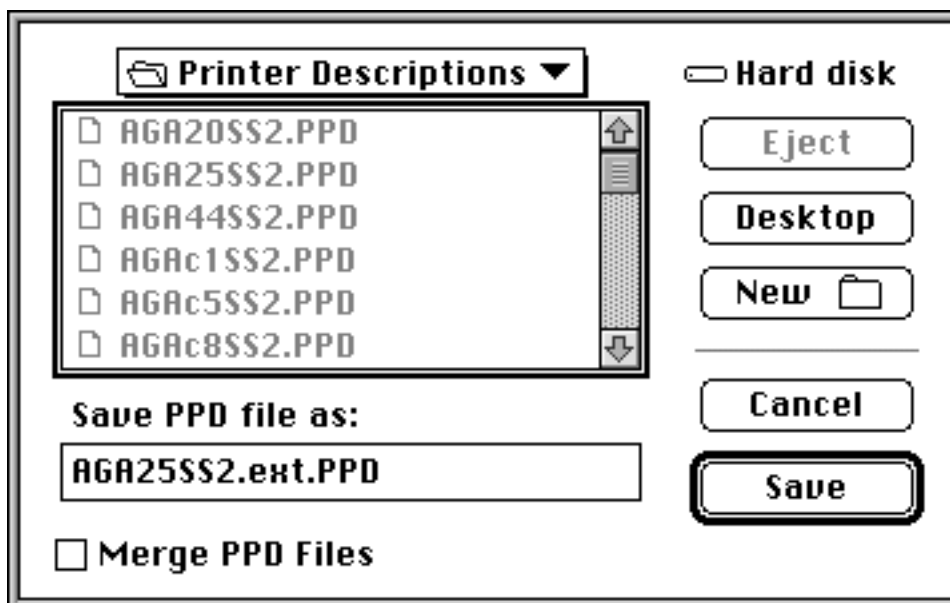 Printer Descriptions
Hard disk
AGA20SS2.PPD
AGA25SS2.PPD
AGA44SS2.PPD
AGAc1SS2.PPD
AGAc5SS2.PPD
AGAc8SS2.PPD
Eject
Desktop
New
Save PPD file as:
AGA25SS2.ext.PPD
Cancel
Save
Merge PPD Files